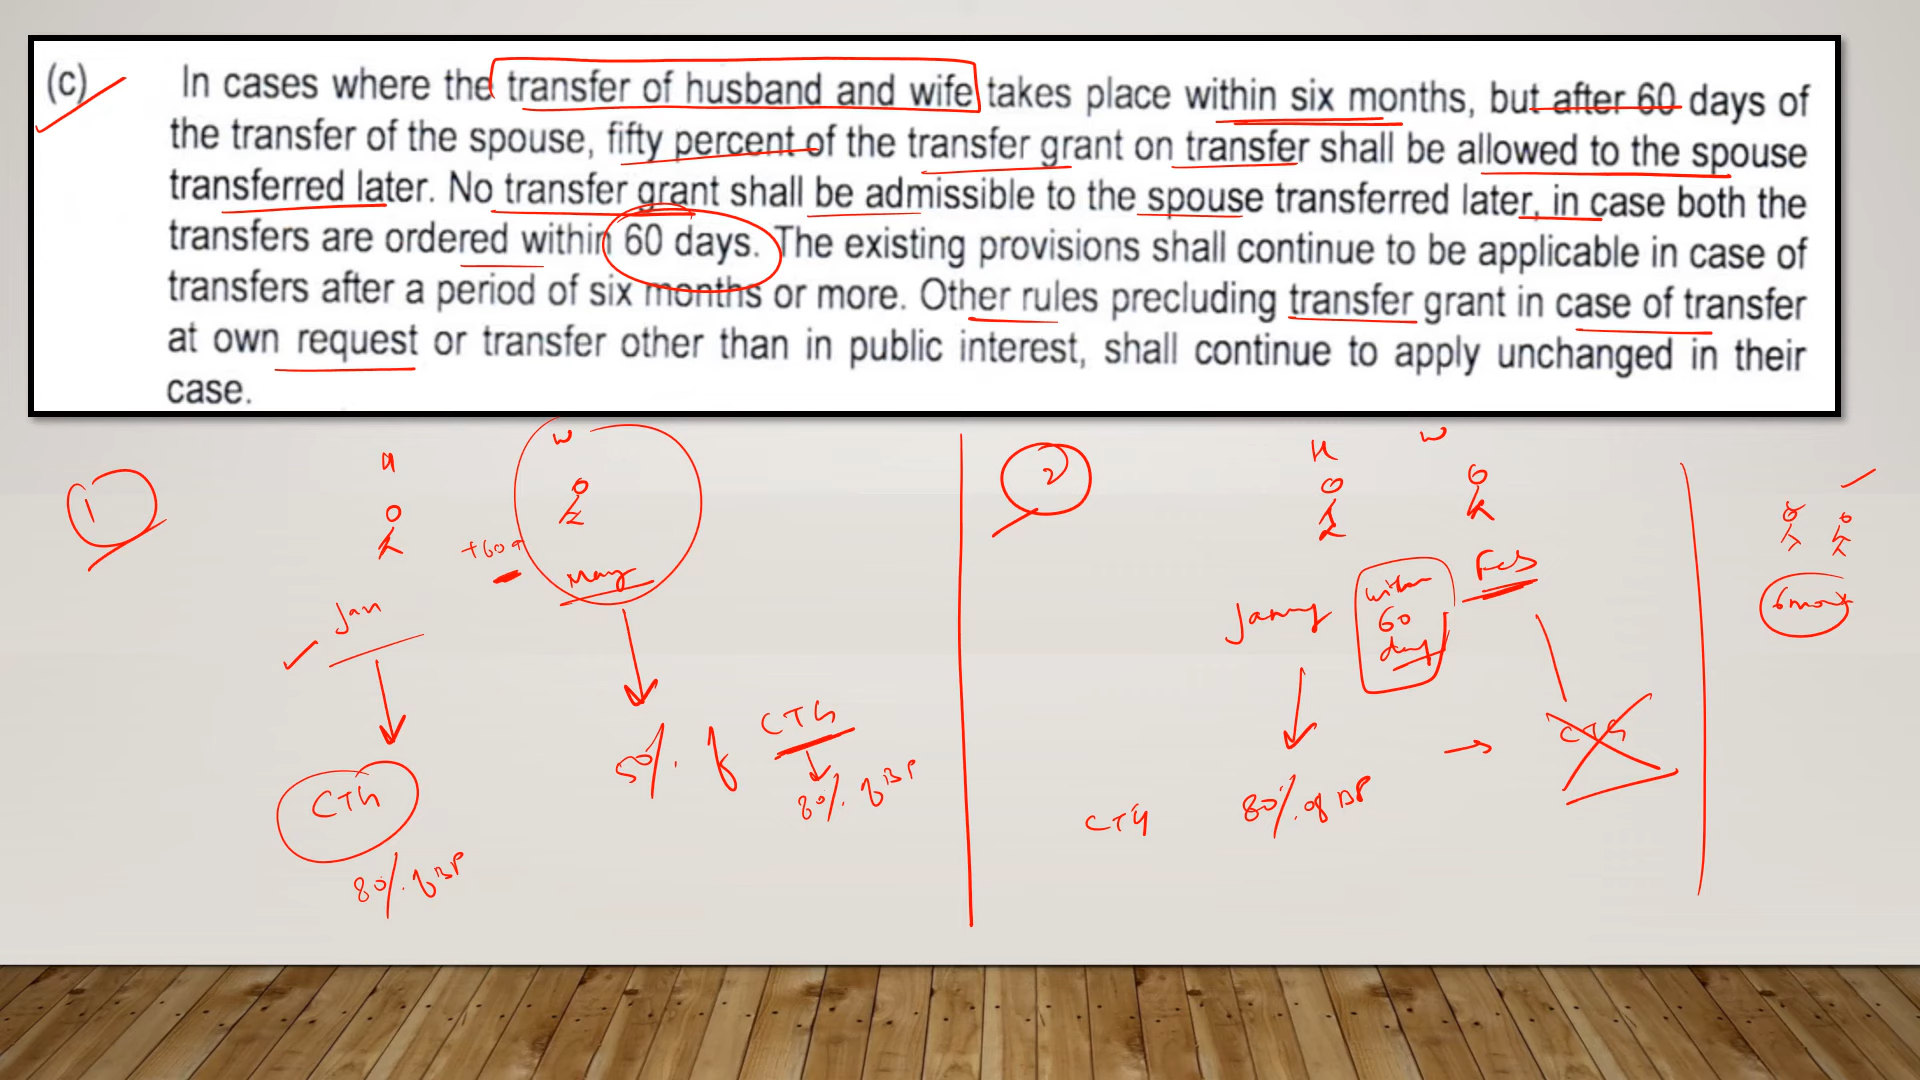 (c) In cases where the transfer of husband and wife takes place within six months, but after 60 days of
the transfer of the spouse, fifty percent of the transfer grant on transfer shall be allowed to the spouse
transferred later. No transfer grant shall be admissible to the spouse transferred later, in case both the
transfers are ordered within 60 days. The existing provisions shall continue to be applicable in case of
transfers after a period of six months or more. Other rules precluding transfer grant in case of transfer
at own request or transfer other than in public interest, shall continue to apply unchanged in their
case.
1
H
W
+60
Jan
May
CTG
80% of BP
50% of CTG
80% of BP
2
H
W
within
60
days
Feb
CTG
80% of BP
CTG
6 month